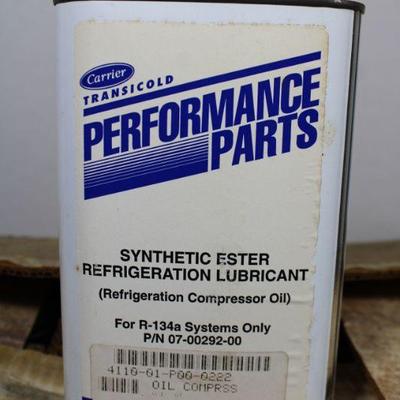 Carrier
TRANSICOLD
PERFORMANCE
PARTS
SYNTHETIC ESTER
REFRIGERATION LUBRICANT
(Refrigeration Compressor Oil)
For R-134a Systems Only
P/N 07-00292-00
4110-01-P00-0222
OIL COMPRSS